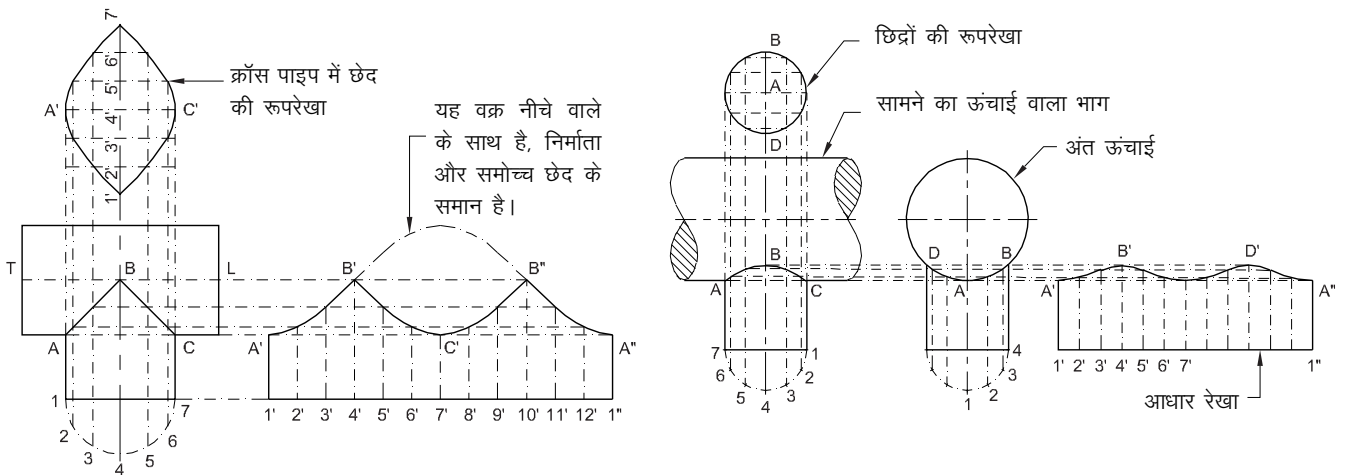 7'
6'
5'
4'
3'
2'
1'
A'
C'
क्रॉस पाइप में छेद
की रूपरेखा
यह वक्र नीचे वाले
के साथ है, निर्माता
और समोच्च छेद के
समान है।
T
B
L
B'
B"
A
C
A'
C'
A"
1
7
2
6
3
5
4
1' 2' 3' 4' 5' 6' 7' 8' 9' 10' 11' 12' 1"
B
छिद्रों की रूपरेखा
A
सामने का ऊंचाई वाला भाग
D
अंत ऊंचाई
B
D
B
B'
D'
A
C
A
A'
A"
7
1
6
2
5
3
4
4
3
2
1
1' 2' 3' 4' 5' 6' 7'
1"
आधार रेखा